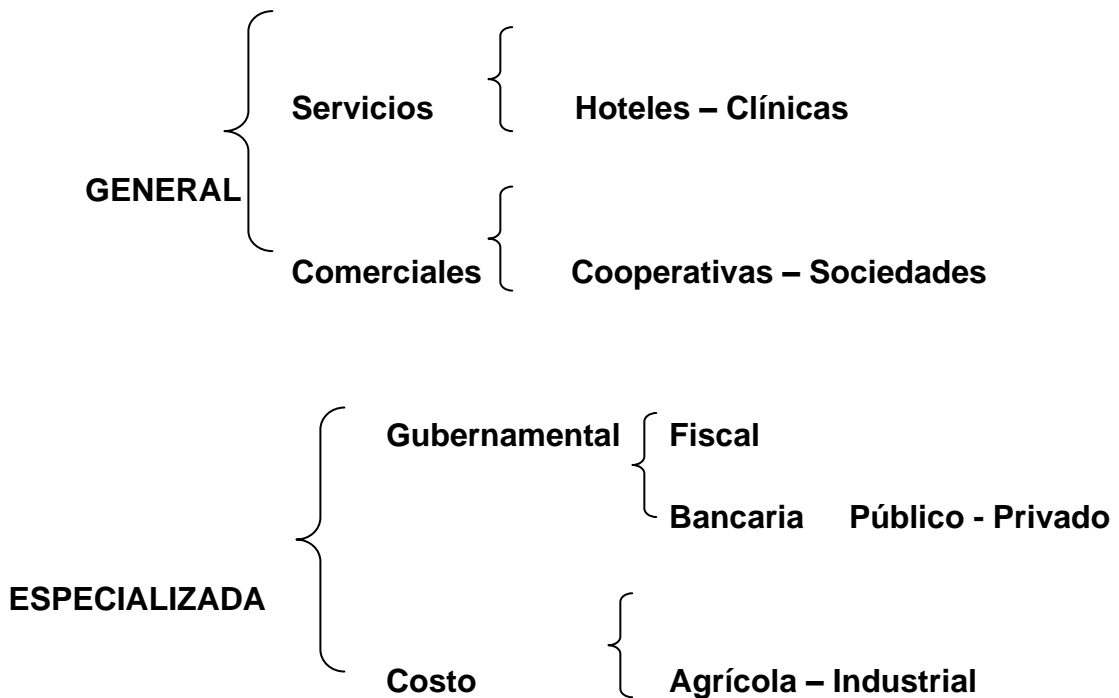 Servicios Hoteles – Clínicas
GENERAL
Comerciales Cooperativas – Sociedades
Gubernamental Fiscal
Bancaria Público - Privado
ESPECIALIZADA
Costo Agrícola – Industrial